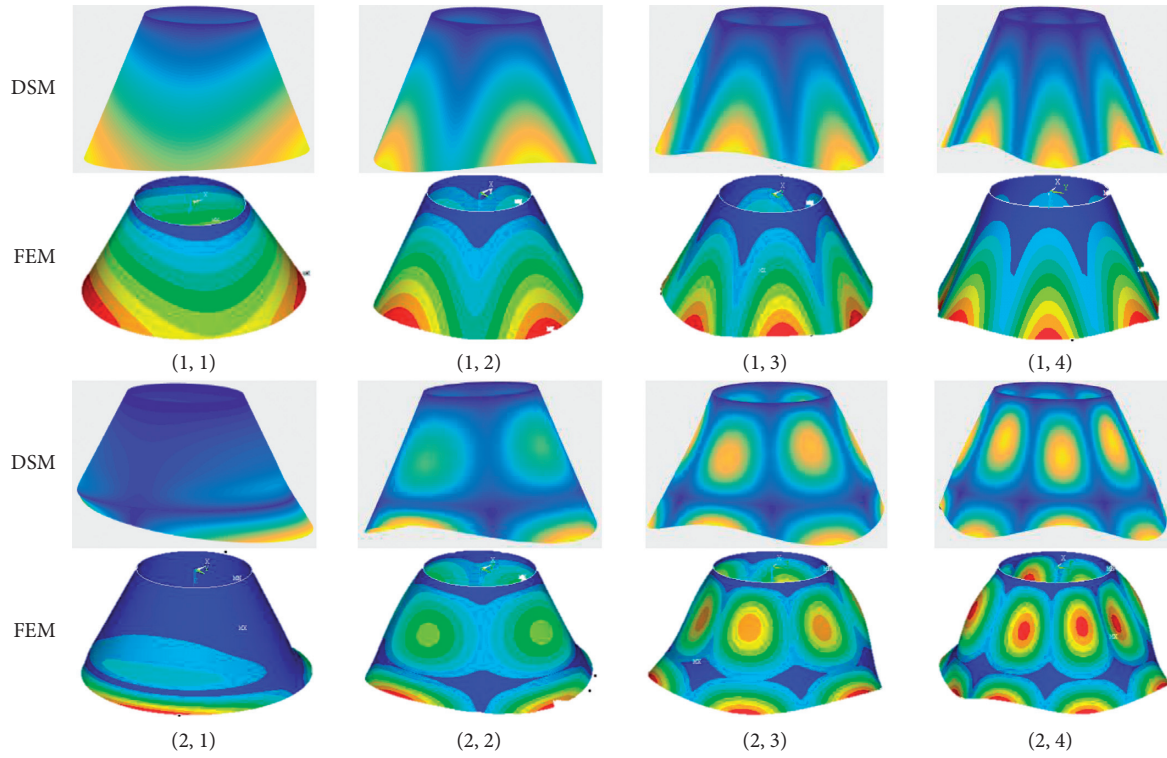 DSM
FEM
(1, 1) (1, 2) (1, 3) (1, 4)
DSM
FEM
(2, 1) (2, 2) (2, 3) (2, 4)